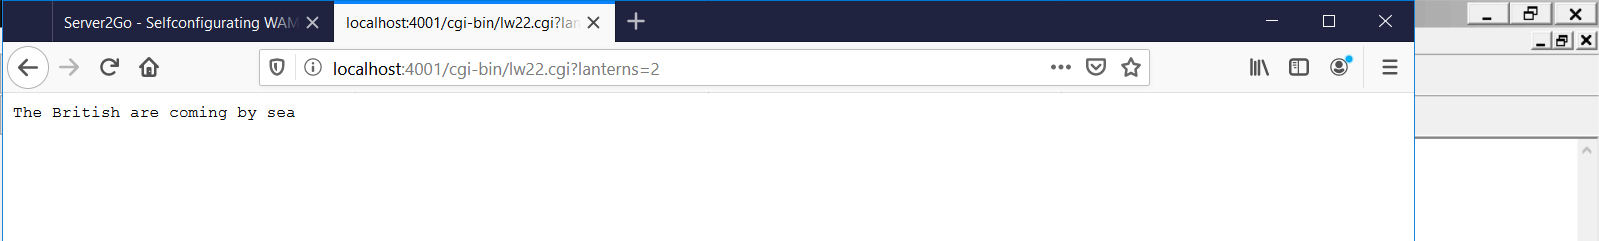 Server2Go - Selfconfigurating WAM
localhost:4001/cgi-bin/lw22.cgi?lan
localhost:4001/cgi-bin/lw22.cgi?lanterns=2
The British are coming by sea